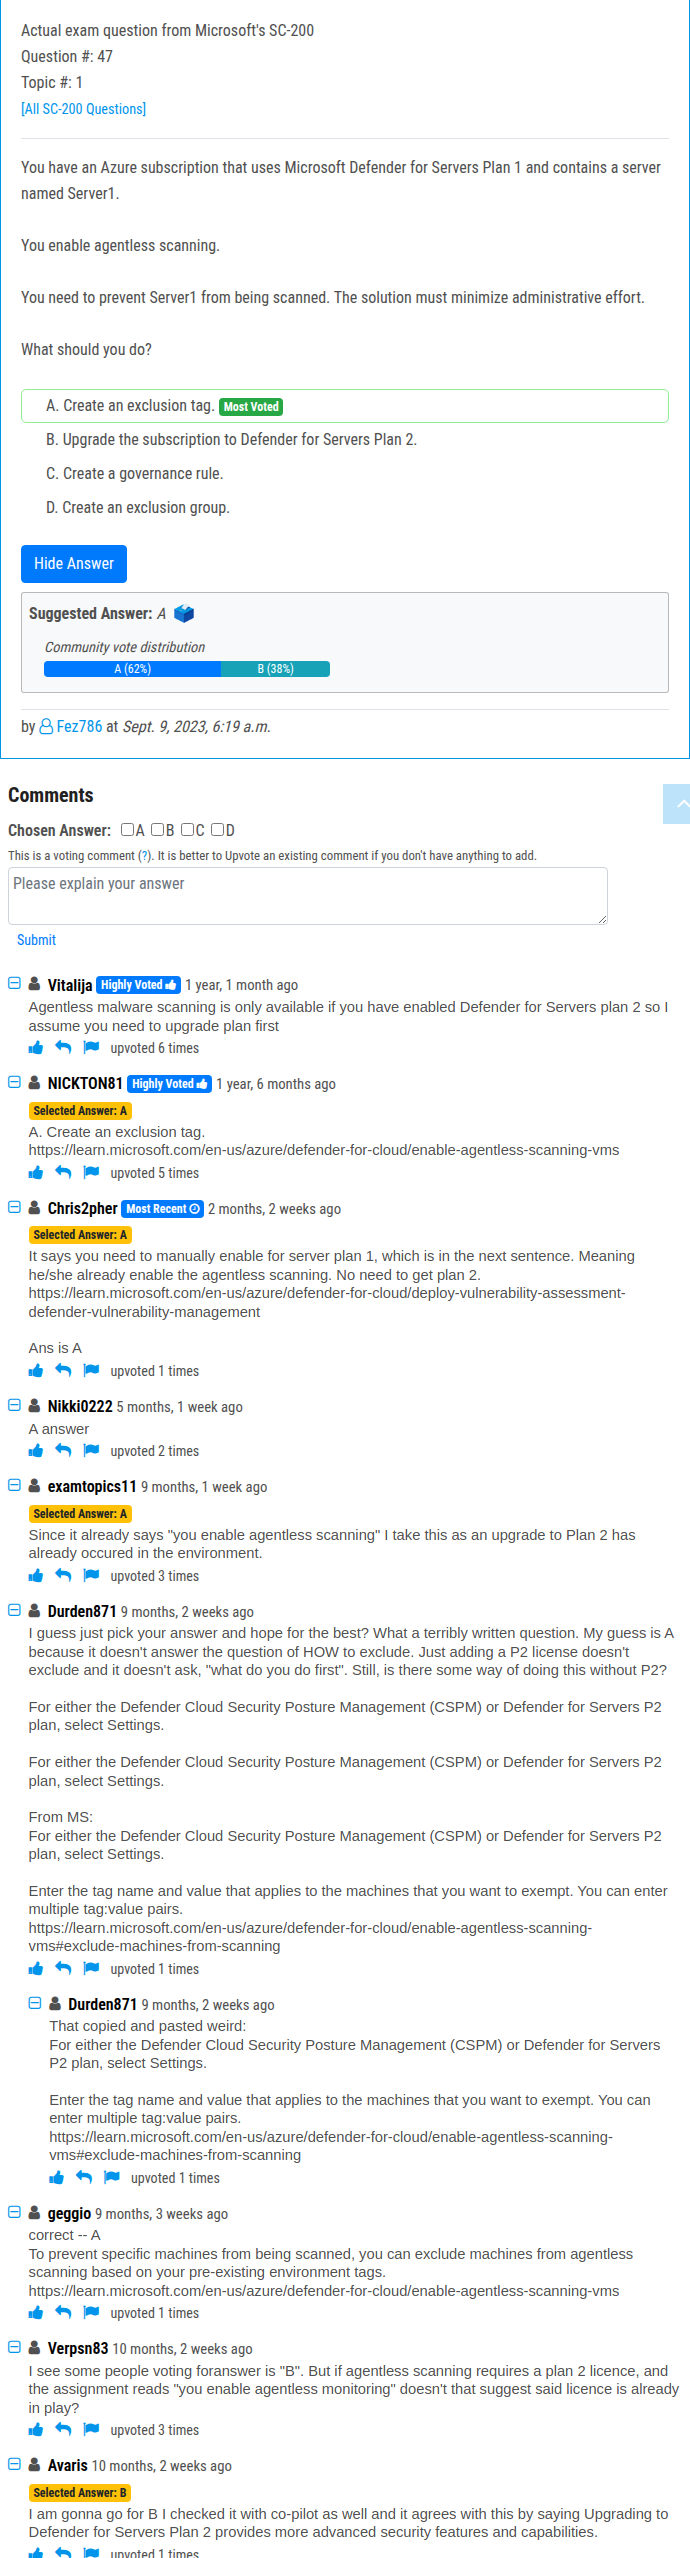 Actual exam question from Microsoft's SC-200
Question #: 47
Topic #: 1
[All SC-200 Questions]
You have an Azure subscription that uses Microsoft Defender for Servers Plan 1 and contains a server
named Server1.
You enable agentless scanning.
You need to prevent Server1 from being scanned. The solution must minimize administrative effort.
What should you do?
A. Create an exclusion tag. Most Voted
B. Upgrade the subscription to Defender for Servers Plan 2.
C. Create a governance rule.
D. Create an exclusion group.
Hide Answer
Suggested Answer: A
Community vote distribution
A (62%) B (38%)
by Fez786 at Sept. 9, 2023, 6:19 a.m.
Comments
Chosen Answer: A B C D
This is a voting comment (?). It is better to Upvote an existing comment if you don't have anything to add.
Please explain your answer
Submit
Vitalija Highly Voted 1 year, 1 month ago
Agentless malware scanning is only available if you have enabled Defender for Servers plan 2 so I
assume you need to upgrade plan first
upvoted 6 times
NICKTON81 Highly Voted 1 year, 6 months ago
Selected Answer: A
A. Create an exclusion tag.
https://learn.microsoft.com/en-us/azure/defender-for-cloud/enable-agentless-scanning-vms
upvoted 5 times
Chris2pher Most Recent 2 months, 2 weeks ago
Selected Answer: A
It says you need to manually enable for server plan 1, which is in the next sentence. Meaning
he/she already enable the agentless scanning. No need to get plan 2.
https://learn.microsoft.com/en-us/azure/defender-for-cloud/deploy-vulnerability-assessment-
defender-vulnerability-management
Ans is A
upvoted 1 times
Nikki0222 5 months, 1 week ago
A answer
upvoted 2 times
examtopics11 9 months, 1 week ago
Selected Answer: A
Since it already says "you enable agentless scanning" I take this as an upgrade to Plan 2 has
already occured in the environment.
upvoted 3 times
Durden871 9 months, 2 weeks ago
I guess just pick your answer and hope for the best? What a terribly written question. My guess is A
because it doesn't answer the question of HOW to exclude. Just adding a P2 license doesn't
exclude and it doesn't ask, "what do you do first". Still, is there some way of doing this without P2?
For either the Defender Cloud Security Posture Management (CSPM) or Defender for Servers P2
plan, select Settings.
For either the Defender Cloud Security Posture Management (CSPM) or Defender for Servers P2
plan, select Settings.
From MS:
For either the Defender Cloud Security Posture Management (CSPM) or Defender for Servers P2
plan, select Settings.
Enter the tag name and value that applies to the machines that you want to exempt. You can enter
multiple tag:value pairs.
https://learn.microsoft.com/en-us/azure/defender-for-cloud/enable-agentless-scanning-
vms#exclude-machines-from-scanning
upvoted 1 times
Durden871 9 months, 2 weeks ago
That copied and pasted weird:
For either the Defender Cloud Security Posture Management (CSPM) or Defender for Servers
P2 plan, select Settings.
Enter the tag name and value that applies to the machines that you want to exempt. You can
enter multiple tag:value pairs.
https://learn.microsoft.com/en-us/azure/defender-for-cloud/enable-agentless-scanning-
vms#exclude-machines-from-scanning
upvoted 1 times
geggio 9 months, 3 weeks ago
correct -- A
To prevent specific machines from being scanned, you can exclude machines from agentless
scanning based on your pre-existing environment tags.
https://learn.microsoft.com/en-us/azure/defender-for-cloud/enable-agentless-scanning-vms
upvoted 1 times
Verpsn83 10 months, 2 weeks ago
I see some people voting foranswer is "B". But if agentless scanning requires a plan 2 licence, and
the assignment reads "you enable agentless monitoring" doesn't that suggest said licence is already
in play?
upvoted 3 times
Avaris 10 months, 2 weeks ago
Selected Answer: B
I am gonna go for B I checked it with co-pilot as well and it agrees with this by saying Upgrading to
Defender for Servers Plan 2 provides more advanced security features and capabilities.
upvoted 1 times